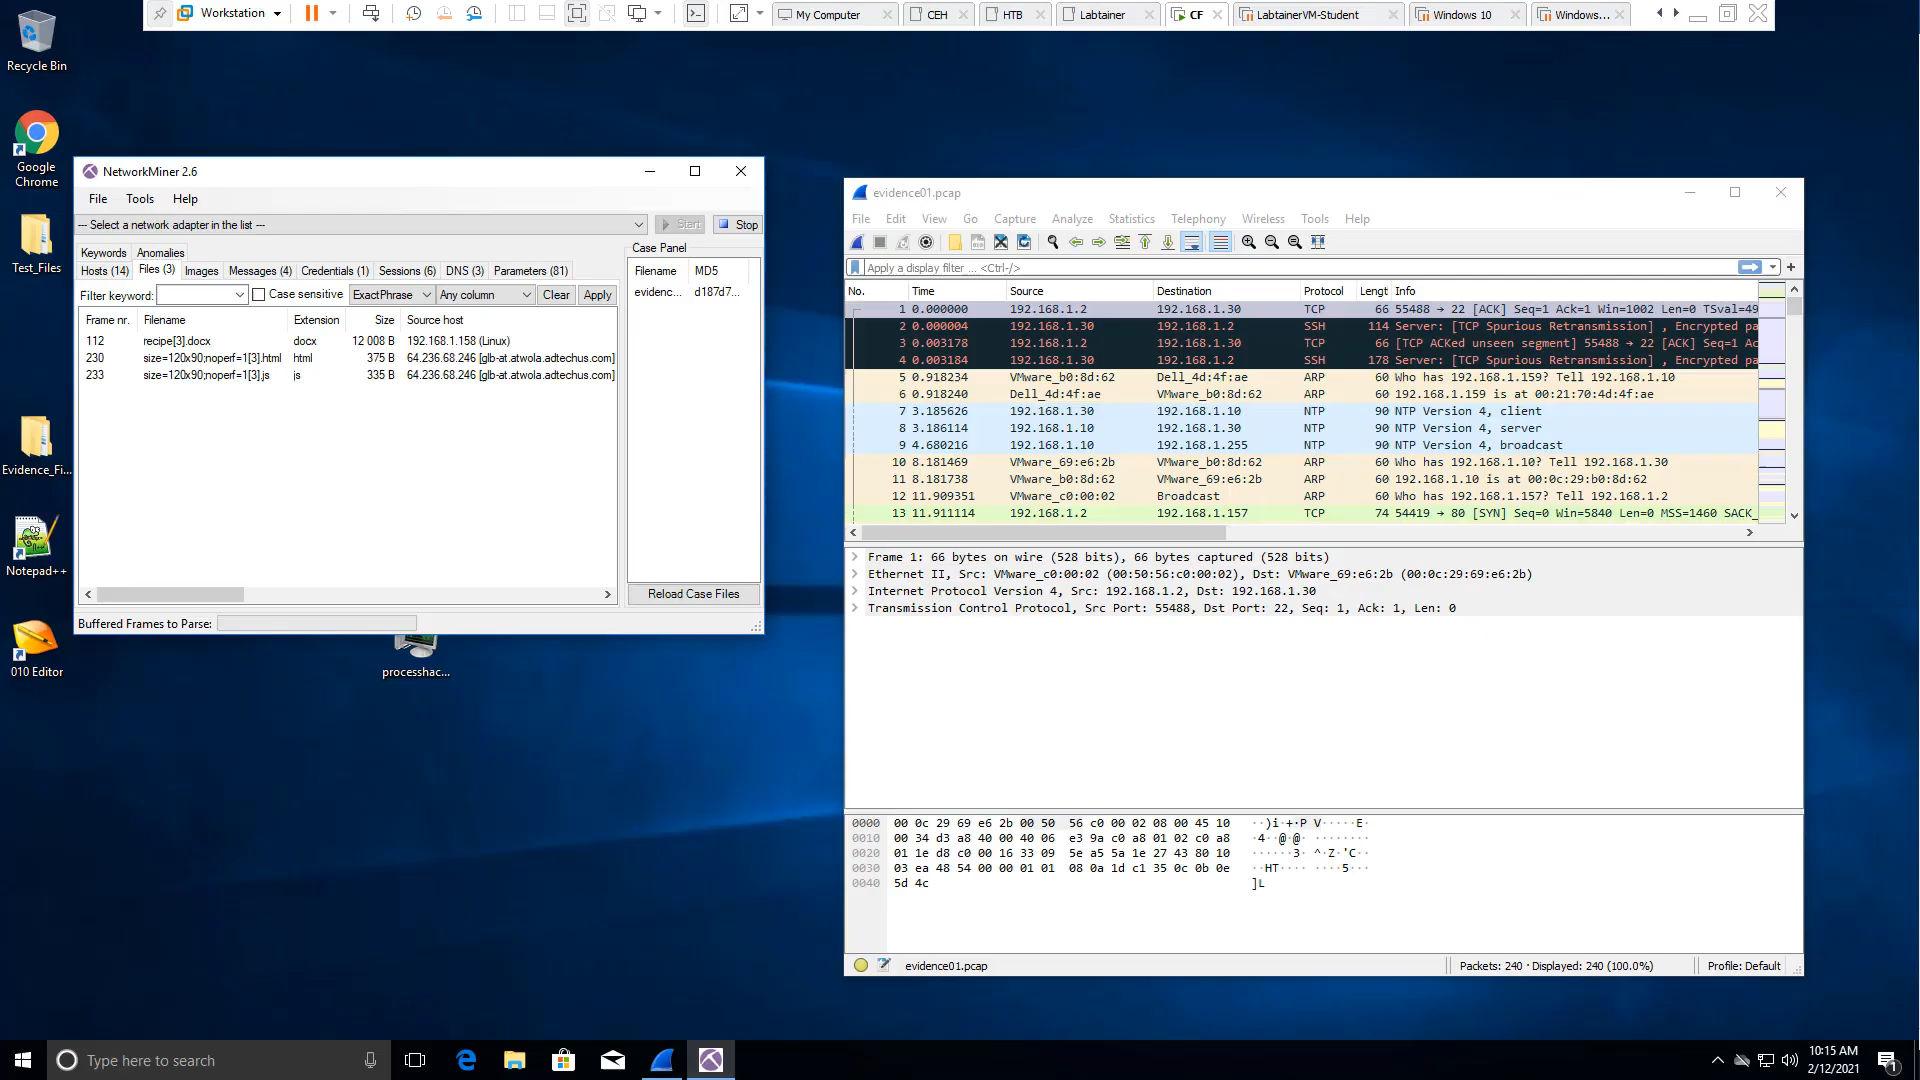 Workstation
My Computer
CEH
HTB
Labtainer
CF
LabtainerVM-Student
Windows 10
Windows...
Recycle Bin
Google
Chrome
Test_Files
Evidence_Fi...
Notepad++
010 Editor
processhac...
NetworkMiner 2.6
File Tools Help
--- Select a network adapter in the list ---
Start
Stop
Keywords Anomalies
Hosts (14) Files (3) Images Messages (4) Credentials (1) Sessions (6) DNS (3) Parameters (81)
Filter keyword: Case sensitive ExactPhrase Any column Clear Apply
Frame nr. Filename Extension Size Source host
112 recipe[3].docx docx 12 008 B 192.168.1.158 (Linux)
230 size=120x90;noperf=1[3].html html 375 B 64.236.68.246 [glb-at.atwola.adtechus.com]
233 size=120x90;noperf=1[3].js js 335 B 64.236.68.246 [glb-at.atwola.adtechus.com]
Case Panel
Filename MD5
evidenc... d187d7...
Reload Case Files
Buffered Frames to Parse:
evidence01.pcap
File Edit View Go Capture Analyze Statistics Telephony Wireless Tools Help
Apply a display filter ... <Ctrl-/>
No. Time Source Destination Protocol Lengt Info
1 0.000000 192.168.1.2 192.168.1.30 TCP 66 55488 → 22 [ACK] Seq=1 Ack=1 Win=1002 Len=0 TSval=49
2 0.000004 192.168.1.30 192.168.1.2 SSH 114 Server: [TCP Spurious Retransmission] , Encrypted pa
3 0.003178 192.168.1.2 192.168.1.30 TCP 66 [TCP ACKed unseen segment] 55488 → 22 [ACK] Seq=1 Ac
4 0.003184 192.168.1.30 192.168.1.2 SSH 178 Server: [TCP Spurious Retransmission] , Encrypted pa
5 0.918234 VMware_b0:8d:62 Dell_4d:4f:ae ARP 60 Who has 192.168.1.159? Tell 192.168.1.10
6 0.918240 Dell_4d:4f:ae VMware_b0:8d:62 ARP 60 192.168.1.159 is at 00:21:70:4d:4f:ae
7 3.185626 192.168.1.30 192.168.1.10 NTP 90 NTP Version 4, client
8 3.186114 192.168.1.10 192.168.1.30 NTP 90 NTP Version 4, server
9 4.680216 192.168.1.10 192.168.1.255 NTP 90 NTP Version 4, broadcast
10 8.181469 VMware_69:e6:2b VMware_b0:8d:62 ARP 60 Who has 192.168.1.10? Tell 192.168.1.30
11 8.181738 VMware_b0:8d:62 VMware_69:e6:2b ARP 60 192.168.1.10 is at 00:0c:29:b0:8d:62
12 11.909351 VMware_c0:00:02 Broadcast ARP 60 Who has 192.168.1.157? Tell 192.168.1.2
13 11.911114 192.168.1.2 192.168.1.157 TCP 74 54419 → 80 [SYN] Seq=0 Win=5840 Len=0 MSS=1460 SACK_
Frame 1: 66 bytes on wire (528 bits), 66 bytes captured (528 bits)
Ethernet II, Src: VMware_c0:00:02 (00:50:56:c0:00:02), Dst: VMware_69:e6:2b (00:0c:29:69:e6:2b)
Internet Protocol Version 4, Src: 192.168.1.2, Dst: 192.168.1.30
Transmission Control Protocol, Src Port: 55488, Dst Port: 22, Seq: 1, Ack: 1, Len: 0
0000 00 0c 29 69 e6 2b 00 50 56 c0 00 02 08 00 45 10 ··)i·+·P V·····E·
0010 00 34 d3 a8 40 00 40 06 e3 9a c0 a8 01 02 c0 a8 ·4··@·@· ········
0020 01 1e d8 c0 00 16 33 09 5e a5 5a 1e 27 43 80 10 ······3· ^·Z·'C··
0030 03 ea 48 54 00 00 01 01 08 0a 1d c1 35 0c 0b 0e ··HT···· ····5···
0040 5d 4c ]L
evidence01.pcap
Packets: 240 · Displayed: 240 (100.0%)
Profile: Default
Type here to search
10:15 AM
2/12/2021
1